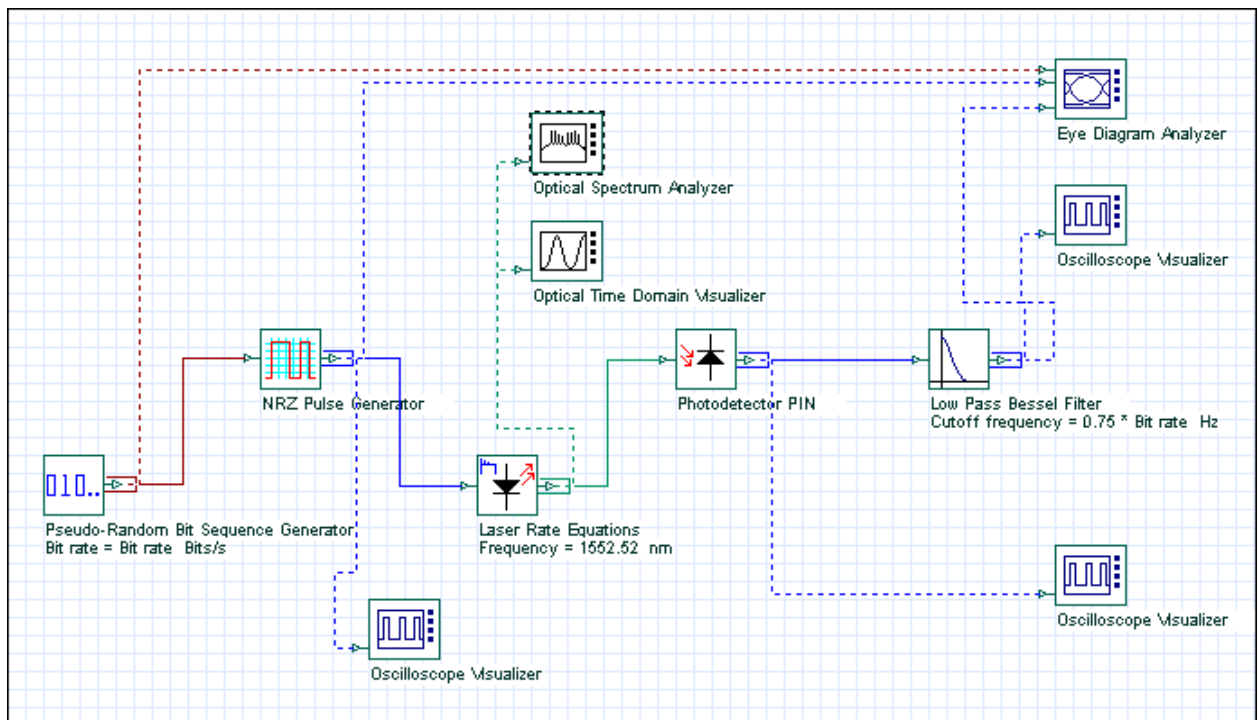 Eye Diagram Analyzer
Optical Spectrum Analyzer
Oscilloscope Visualizer
Optical Time Domain Visualizer
NRZ Pulse Generator
Photodetector PIN
Low Pass Bessel Filter
Cutoff frequency = 0.75 * Bit rate Hz
010..
Pseudo-Random Bit Sequence Generator
Bit rate = Bit rate Bits/s
Laser Rate Equations
Frequency = 1552.52 nm
Oscilloscope Visualizer
Oscilloscope Visualizer